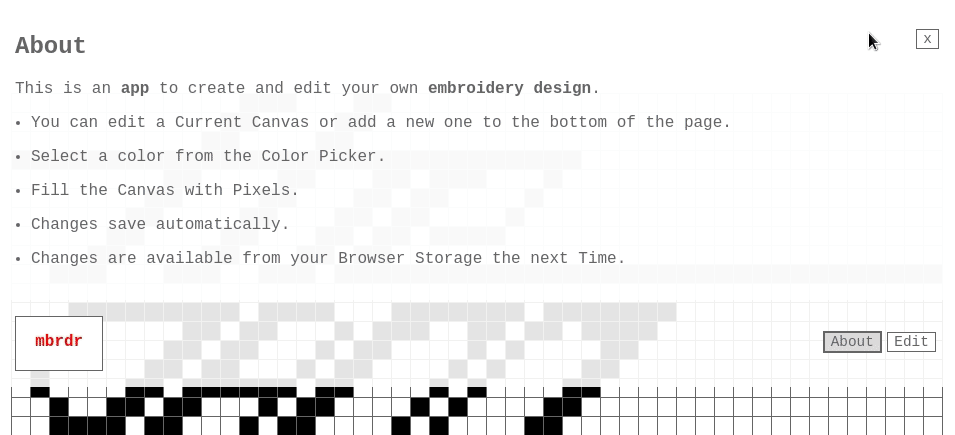 About
x
This is an app to create and edit your own embroidery design.
• You can edit a Current Canvas or add a new one to the bottom of the page.
• Select a color from the Color Picker.
• Fill the Canvas with Pixels.
• Changes save automatically.
• Changes are available from your Browser Storage the next Time.
mbrdr
About Edit